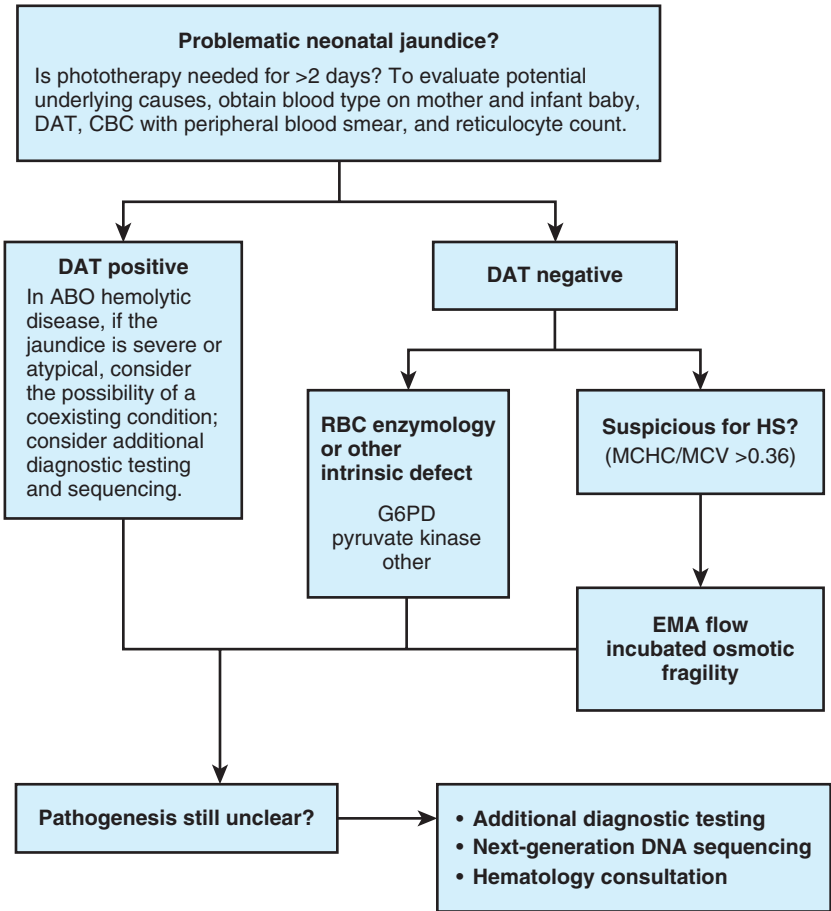 Problematic neonatal jaundice?
Is phototherapy needed for >2 days? To evaluate potential
underlying causes, obtain blood type on mother and infant baby,
DAT, CBC with peripheral blood smear, and reticulocyte count.
DAT positive
In ABO hemolytic
disease, if the
jaundice is severe or
atypical, consider
the possibility of a
coexisting condition;
consider additional
diagnostic testing
and sequencing.
DAT negative
RBC enzymology
or other
intrinsic defect
G6PD
pyruvate kinase
other
Suspicious for HS?
(MCHC/MCV >0.36)
EMA flow
incubated osmotic
fragility
Pathogenesis still unclear?
• Additional diagnostic testing
• Next-generation DNA sequencing
• Hematology consultation